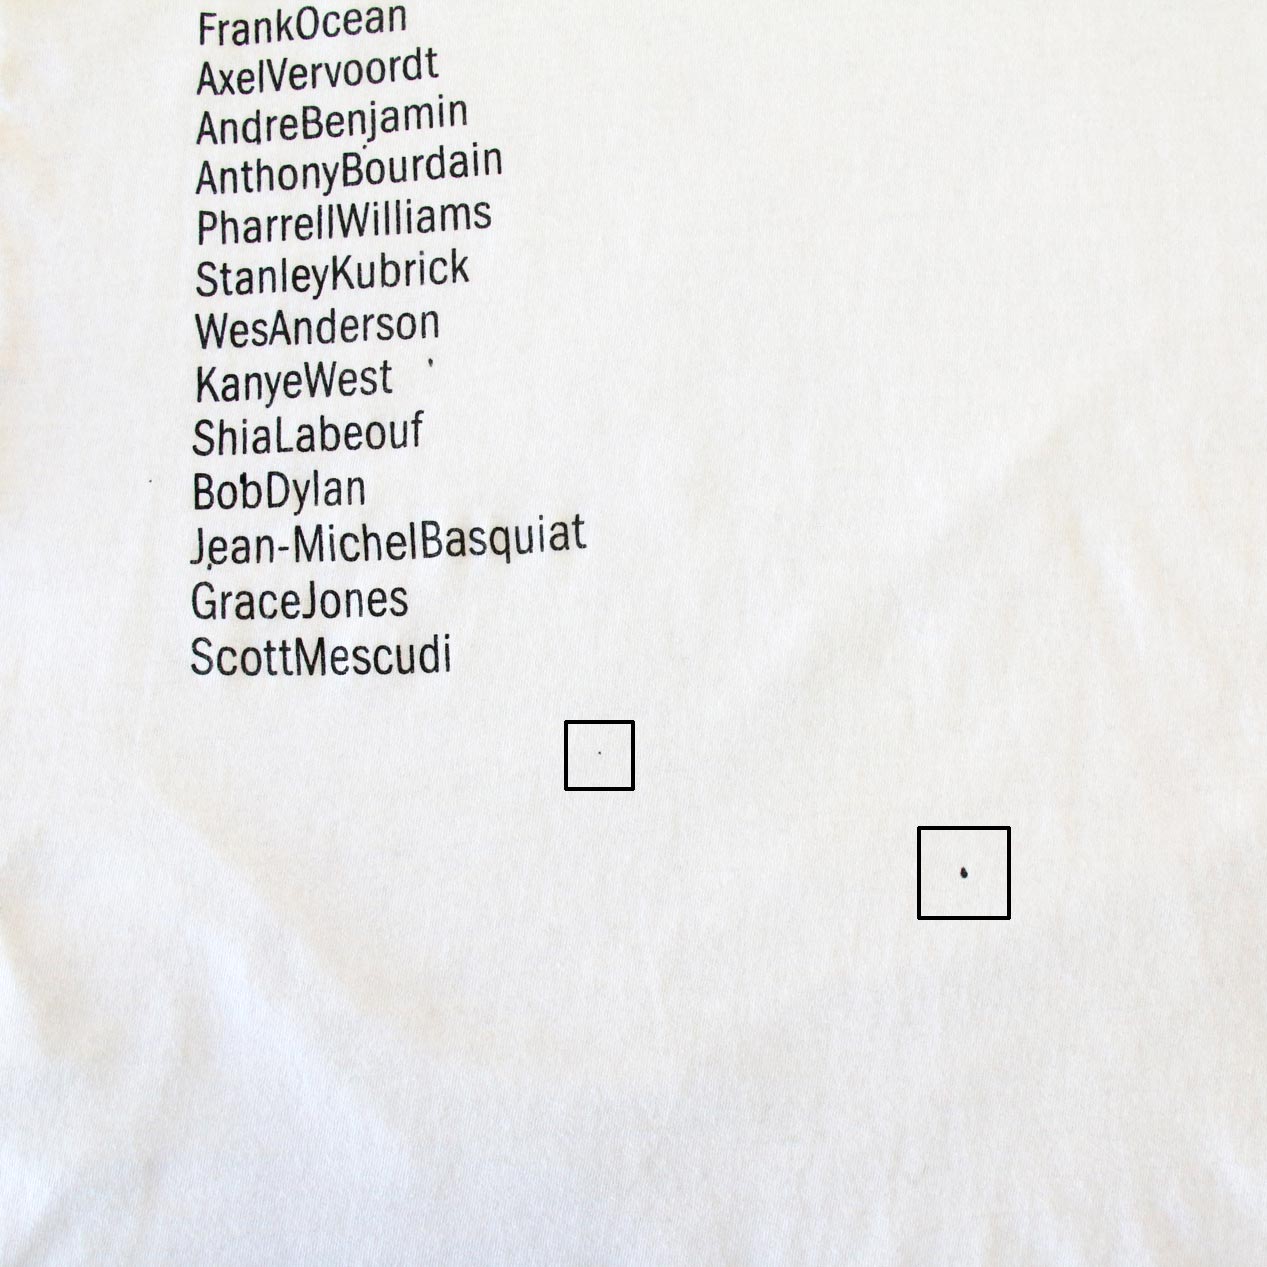 FrankOcean
AxelVervoordt
AndreBenjamin
AnthonyBourdain
PharrellWilliams
StanleyKubrick
WesAnderson
KanyeWest
ShiaLabeouf
BobDylan
Jean-MichelBasquiat
GraceJones
ScottMescudi